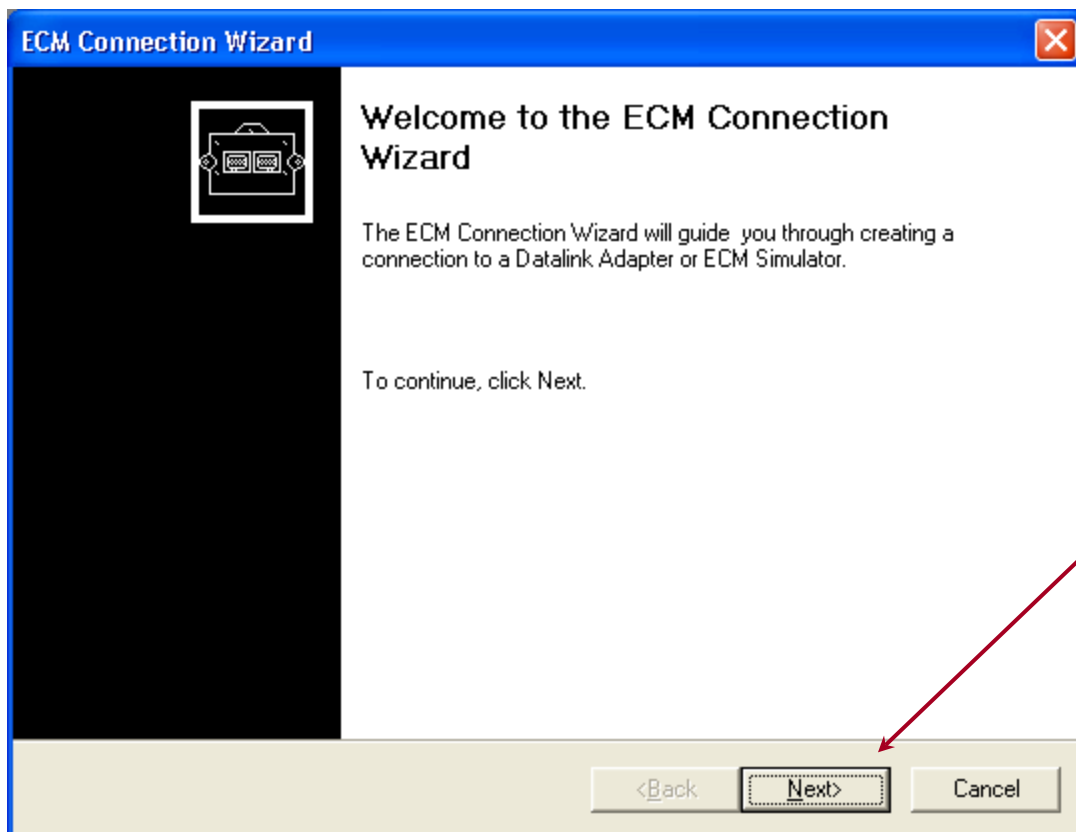 ECM Connection Wizard
Welcome to the ECM Connection
Wizard
The ECM Connection Wizard will guide  you through creating a
connection to a Datalink Adapter or ECM Simulator.
To continue, click Next.
<Back Next> Cancel